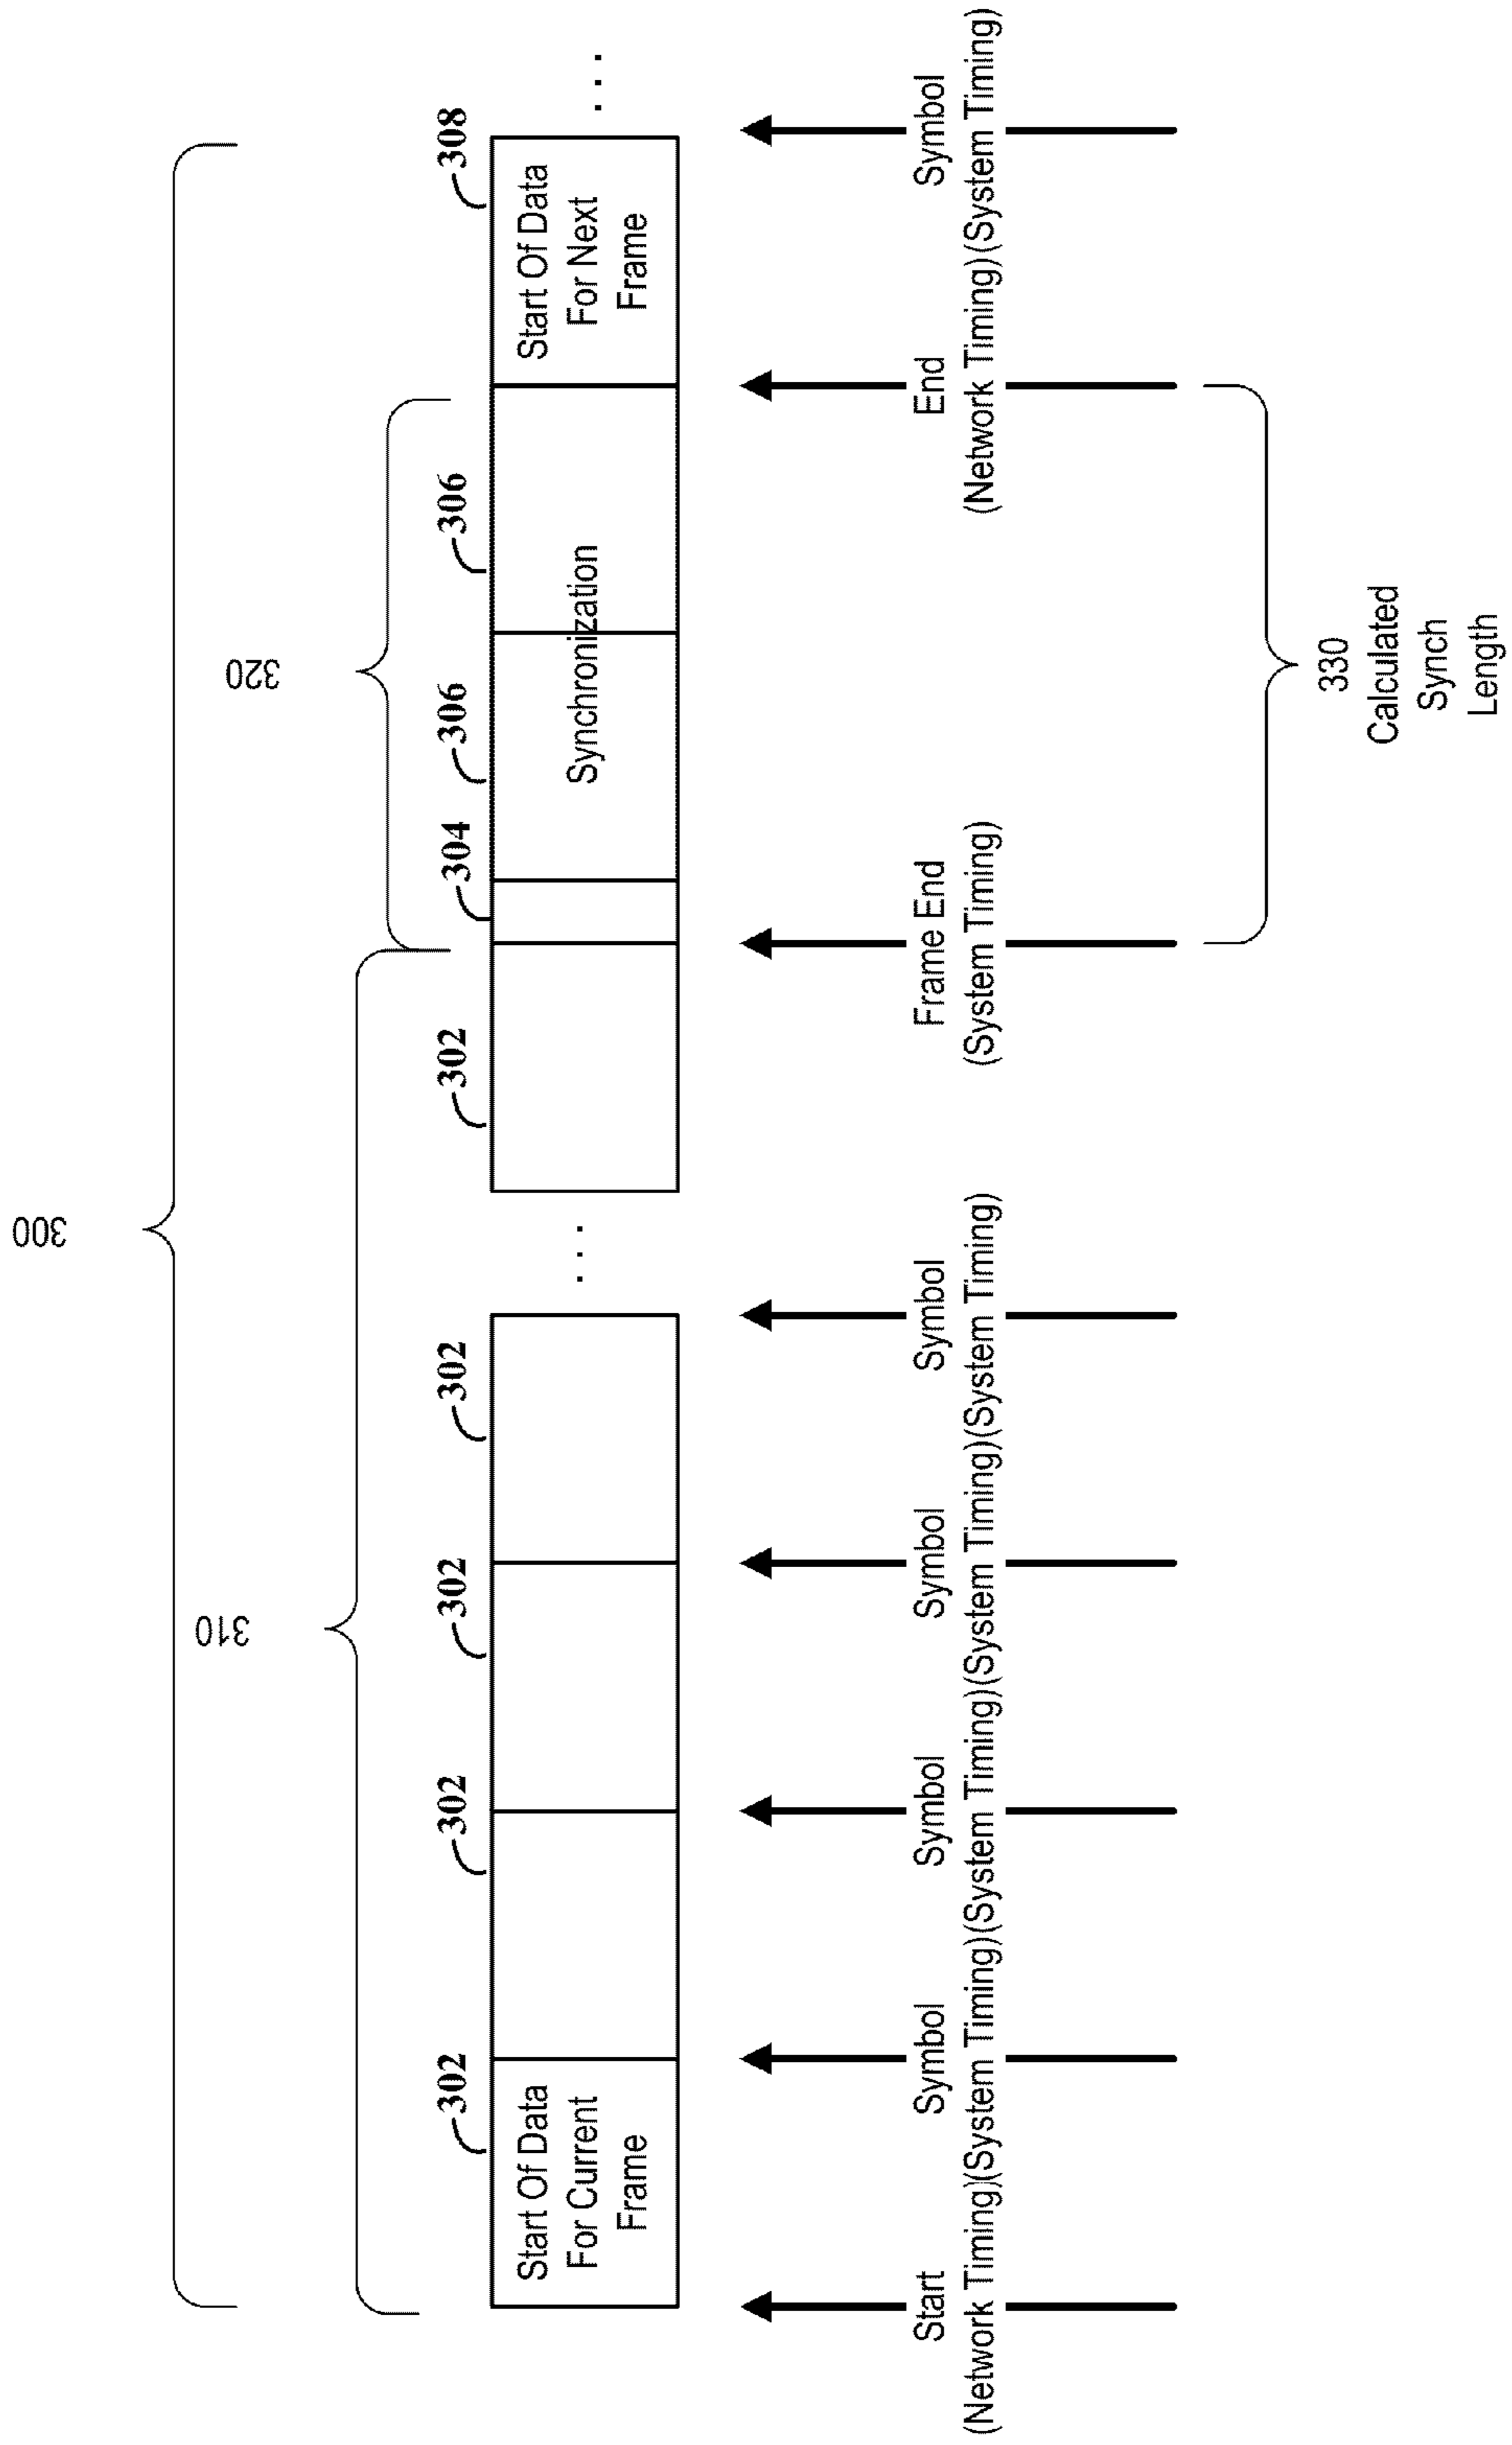 300
310
320
302
302
302
302
302
304
306
306
308
Start Of Data
For Current
Frame
. . .
Synchronization
Start Of Data
For Next
Frame
. . .
Start
(Network Timing)
Symbol
(System Timing)
Symbol
(System Timing)
Symbol
(System Timing)
Symbol
(System Timing)
Frame End
(System Timing)
End
(Network Timing)
Symbol
(System Timing)
330
Calculated
Synch
Length